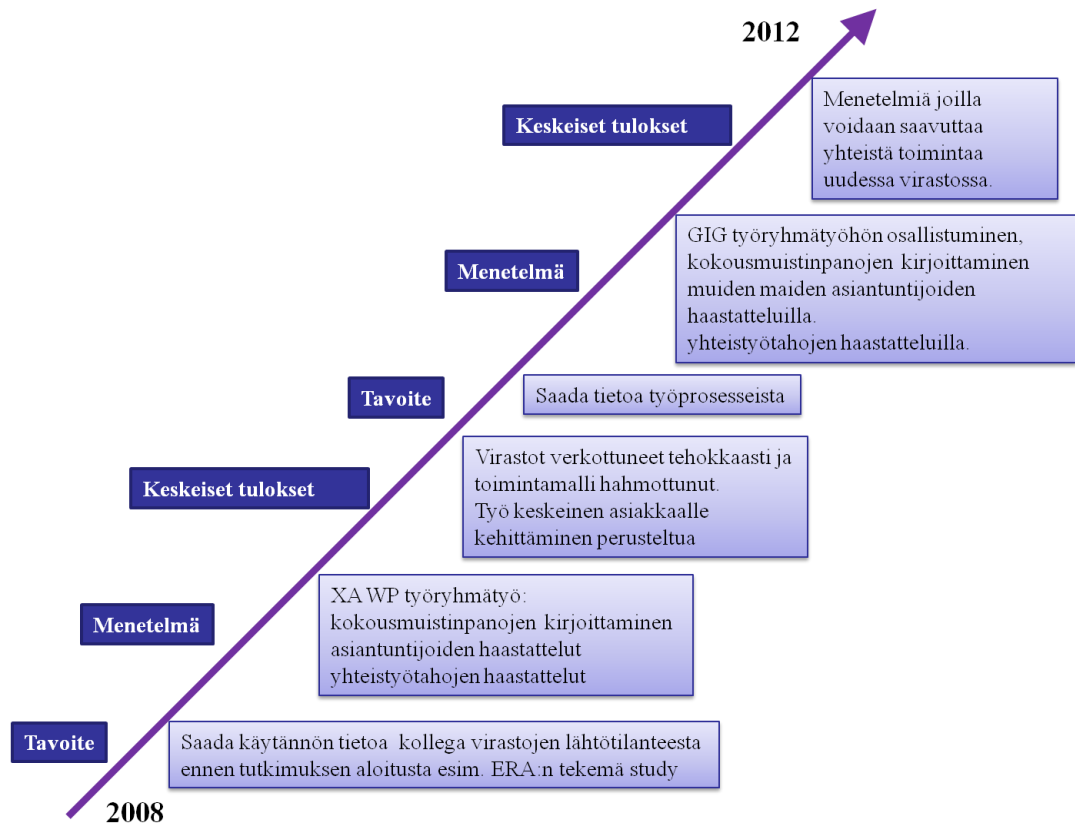 2012
Keskeiset tulokset
Menetelmiä joilla
voidaan saavuttaa
yhteistä toimintaa
uudessa virastossa.
Menetelmä
GIG työryhmätyöhön osallistuminen,
kokousmuistinpanojen kirjoittaminen
muiden maiden asiantuntijoiden
haastatteluilla.
yhteistyötahojen haastatteluilla.
Tavoite
Saada tietoa työprosesseista
Keskeiset tulokset
Virastot verkottuneet tehokkaasti ja
toimintamalli hahmottunut.
Työ keskeinen asiakkaalle
kehittäminen perusteltua
Menetelmä
XA WP työryhmätyö:
kokousmuistinpanojen kirjoittaminen
asiantuntijoiden haastattelut
yhteistyötahojen haastattelut
Tavoite
Saada käytännön tietoa kollega virastojen lähtötilanteesta
ennen tutkimuksen aloitusta esim. ERA:n tekemä study
2008